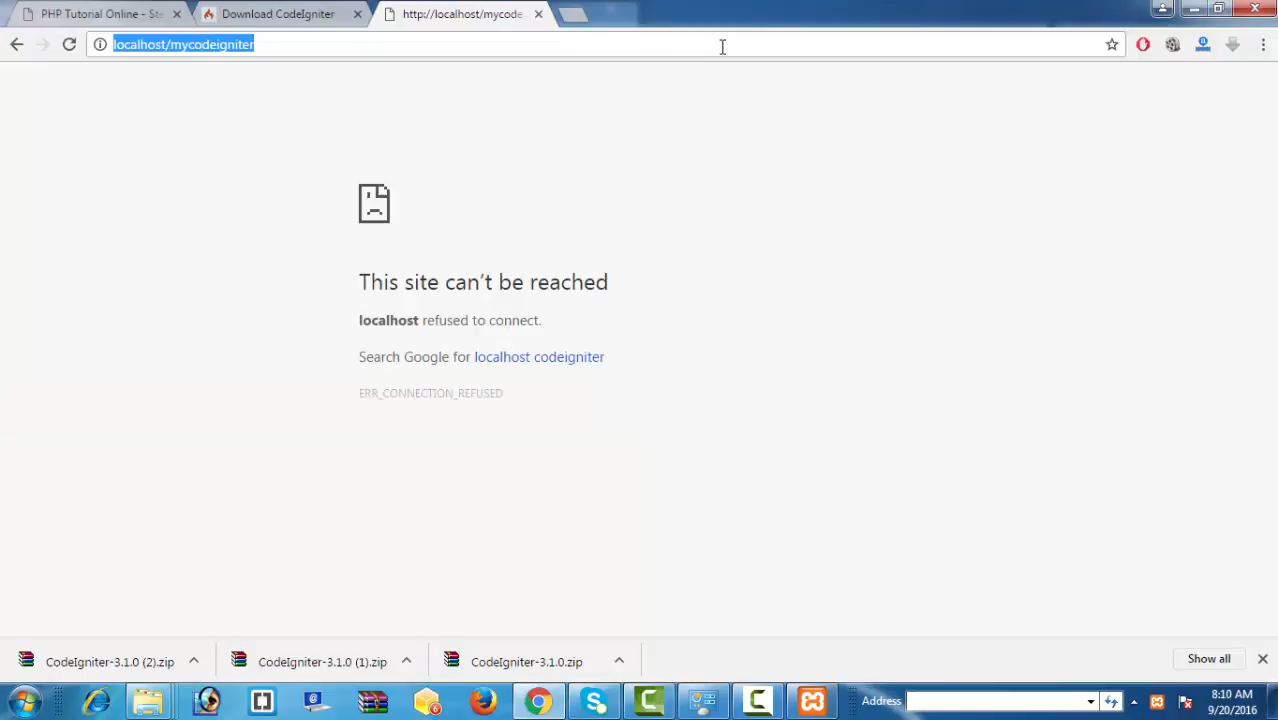 PHP Tutorial Online - Ste
Download CodeIgniter
http://localhost/mycode
localhost/mycodeigniter
This site can't be reached
localhost refused to connect.
Search Google for localhost codeigniter
ERR_CONNECTION_REFUSED
CodeIgniter-3.1.0 (2).zip
CodeIgniter-3.1.0 (1).zip
CodeIgniter-3.1.0.zip
Show all
Address
8:10 AM
9/20/2016